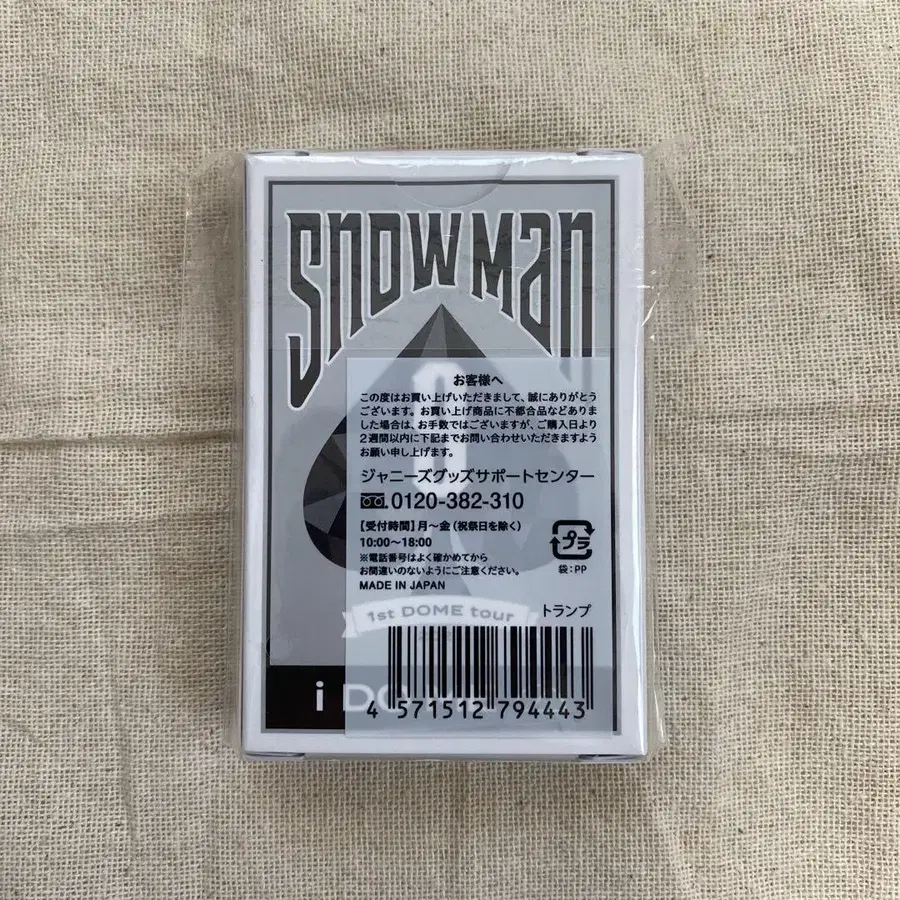 Snow Man
お客様へ
この度はお買い上げいただきまして、誠にありがとう
ございます。お買い上げ商品に不都合品などありま
した場合は、お手数ではございますが、ご購入日より
2週間以内に下記までお問い合わせいただきますよう
お願い申し上げます。
ジャニーズグッズサポートセンター
0120-382-310
【受付時間】月〜金(祝祭日を除く)
10:00〜18:00
※電話番号はよく確かめてから
お間違いのないようにご注意ください。
MADE IN JAPAN
プラ
袋:PP
1st DOME tour
トランプ
i DO
4 571512 794443